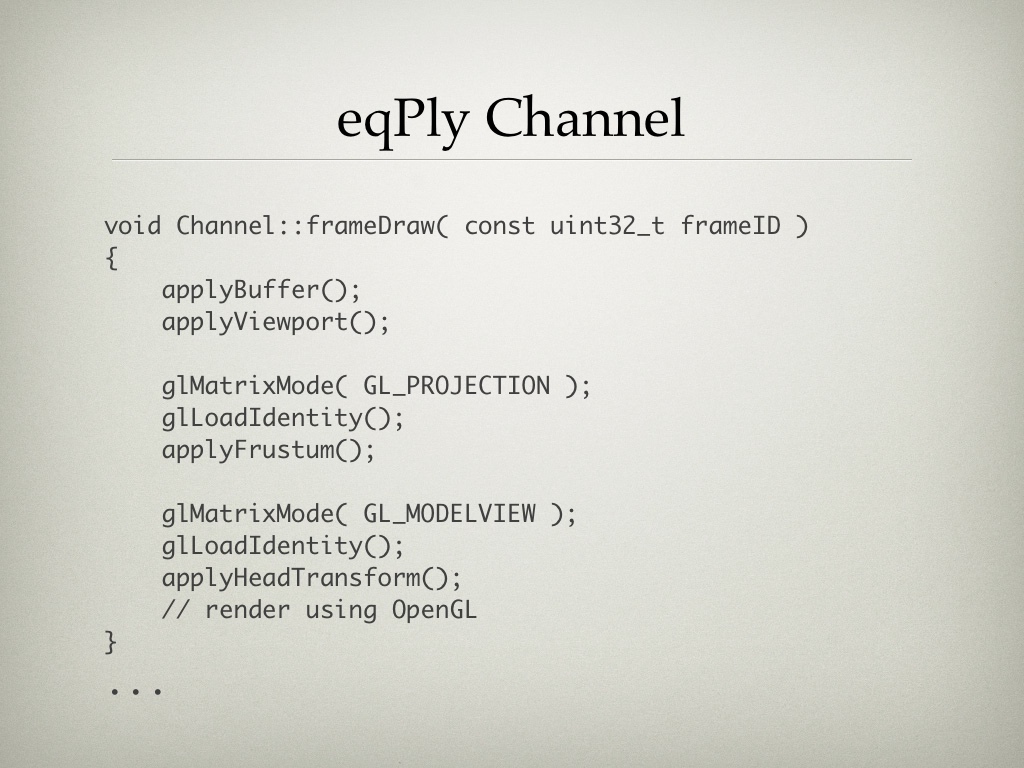 eqPly Channel
void Channel::frameDraw( const uint32_t frameID )
{
    applyBuffer();
    applyViewport();

    glMatrixMode( GL_PROJECTION );
    glLoadIdentity();
    applyFrustum();

    glMatrixMode( GL_MODELVIEW );
    glLoadIdentity();
    applyHeadTransform();
    // render using OpenGL
}
...